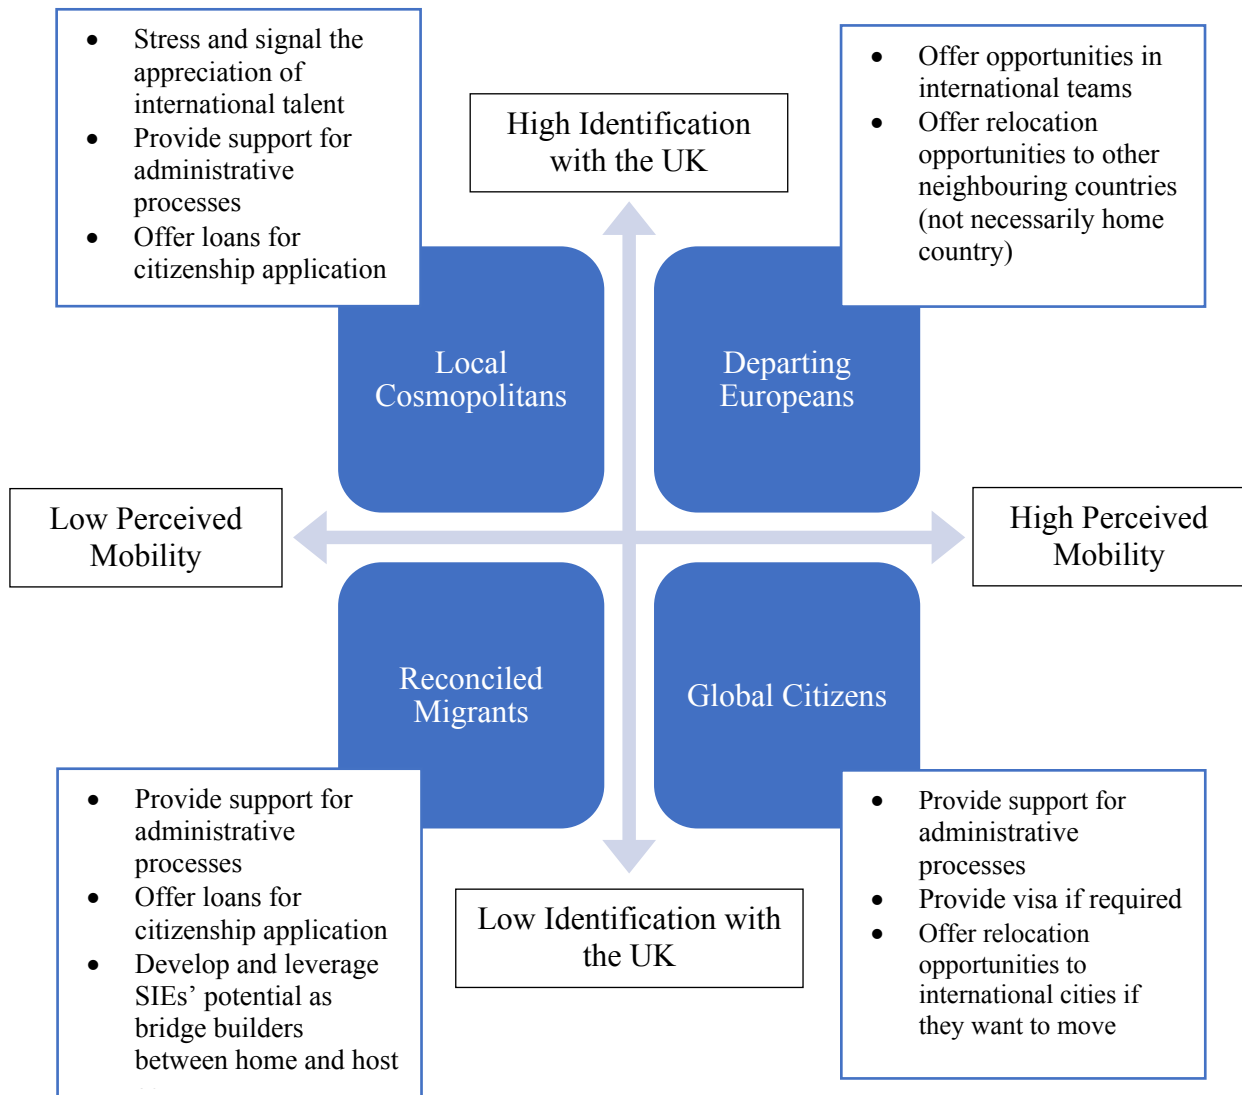 • Stress and signal the
appreciation of
international talent
• Provide support for
administrative
processes
• Offer loans for
citizenship application
High Identification
with the UK
• Offer opportunities in
international teams
• Offer relocation
opportunities to other
neighbouring countries
(not necessarily home
country)
Local
Cosmopolitans
Departing
Europeans
Low Perceived
Mobility
High Perceived
Mobility
Reconciled
Migrants
Global Citizens
• Provide support for
administrative
processes
• Offer loans for
citizenship application
• Develop and leverage
SIEs’ potential as
bridge builders
between home and host
Low Identification with
the UK
• Provide support for
administrative
processes
• Provide visa if required
• Offer relocation
opportunities to
international cities if
they want to move